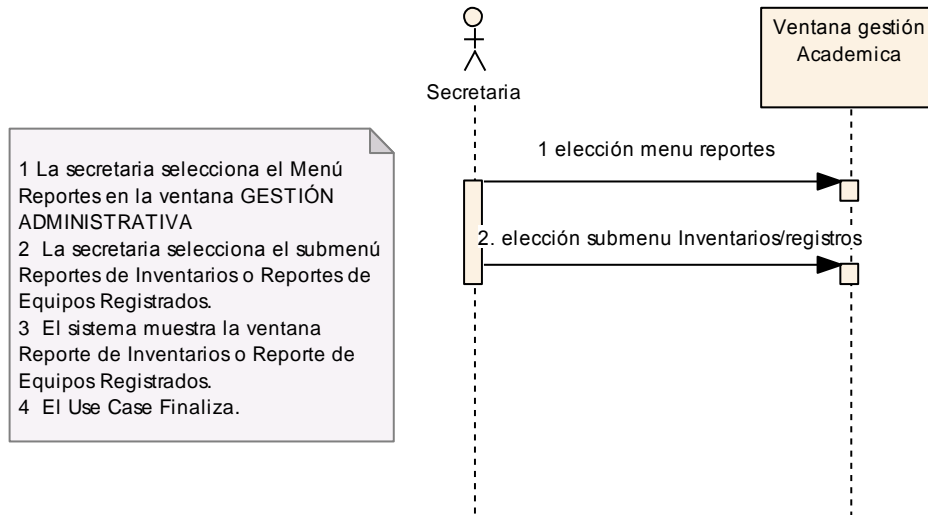 Secretaria
Ventana gestión
Academica
1 La secretaria selecciona el Menú
Reportes en la ventana GESTIÓN
ADMINISTRATIVA
2  La secretaria selecciona el submenú
Reportes de Inventarios o Reportes de
Equipos Registrados.
3  El sistema muestra la ventana
Reporte de Inventarios o Reporte de
Equipos Registrados.
4  El Use Case Finaliza.
1 elección menu reportes
2. elección submenu Inventarios/registros